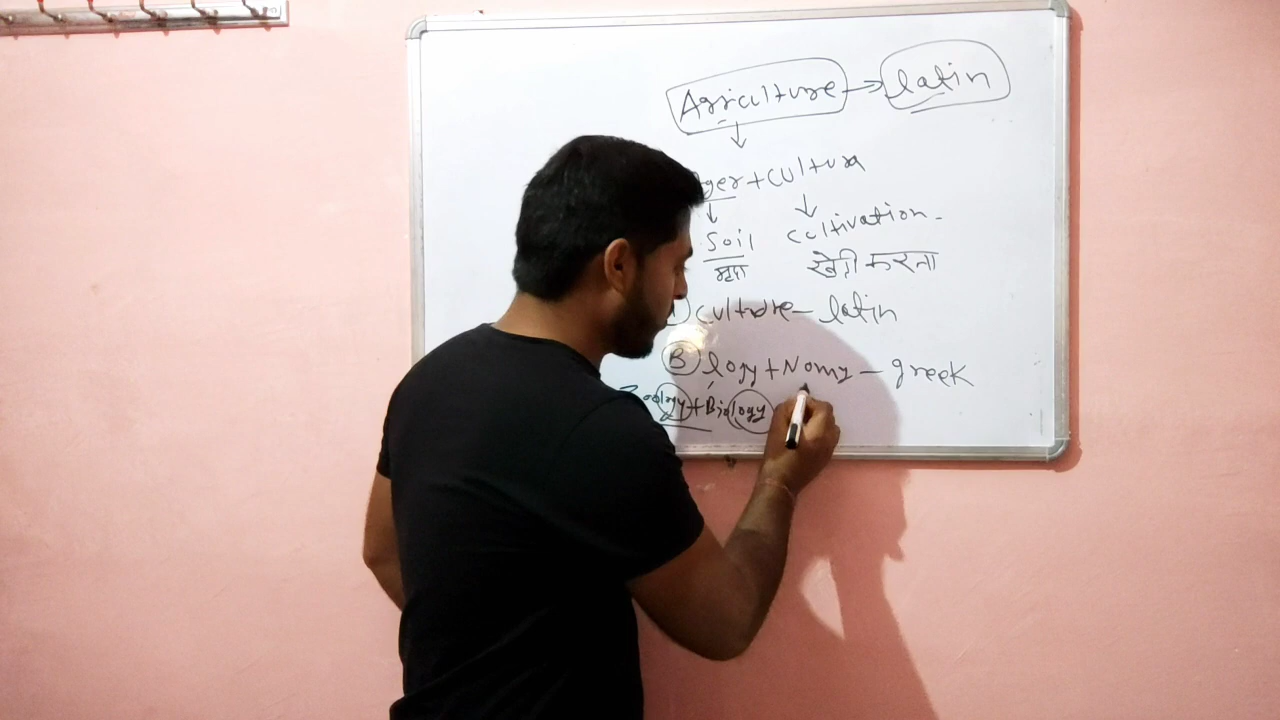 Agriculture → latin
ger + cultura
Soil cultivation -
मृदा खेती करना
culture - latin
B logy + Nomy - greek
Zoology + Biology